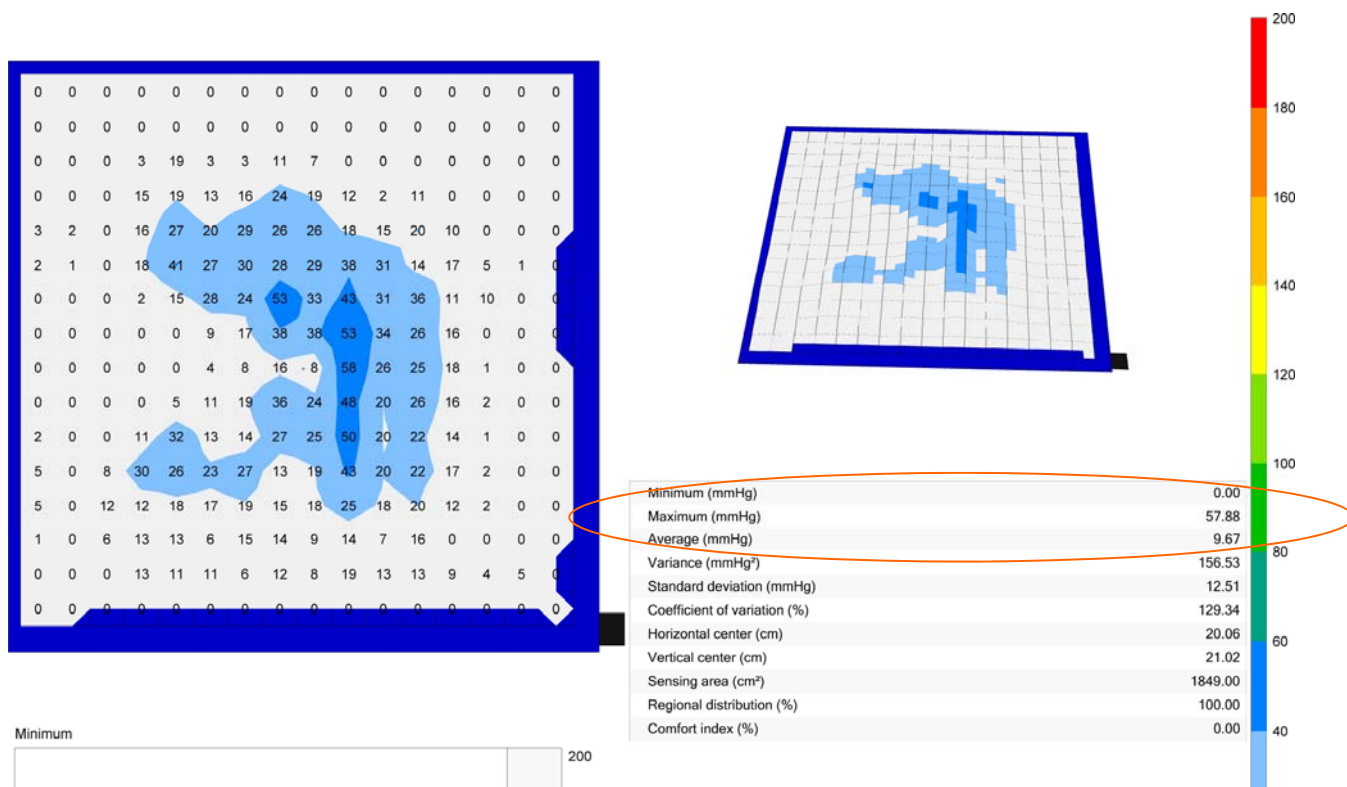 0 0 0 0 0 0 0 0 0 0 0 0 0 0 0 0
0 0 0 0 0 0 0 0 0 0 0 0 0 0 0 0
0 0 0 3 19 3 3 11 7 0 0 0 0 0 0 0
0 0 0 15 19 13 16 24 19 12 2 11 0 0 0 0
3 2 0 16 27 20 29 26 26 18 15 20 10 0 0 0
2 1 0 18 41 27 30 28 29 38 31 14 17 5 1 0
0 0 0 2 15 28 24 53 33 43 31 36 11 10 0 0
0 0 0 0 0 9 17 38 38 53 34 26 16 0 0 0
0 0 0 0 0 4 8 16 8 58 26 25 18 1 0 0
0 0 0 0 5 11 19 36 24 48 20 26 16 2 0 0
2 0 0 11 32 13 14 27 25 50 20 22 14 1 0 0
5 0 8 30 26 23 27 13 19 43 20 22 17 2 0 0
5 0 12 12 18 17 19 15 18 25 18 20 12 2 0 0
1 0 6 13 13 6 15 14 9 14 7 16 0 0 0 0
0 0 0 13 11 11 6 12 8 19 13 13 9 4 5 0
0 0 0 0 0 0 0 0 0 0 0 0 0 0 0 0
Minimum
200
Minimum (mmHg) 0.00
Maximum (mmHg) 57.88
Average (mmHg) 9.67
Variance (mmHg²) 156.53
Standard deviation (mmHg) 12.51
Coefficient of variation (%) 129.34
Horizontal center (cm) 20.06
Vertical center (cm) 21.02
Sensing area (cm²) 1849.00
Regional distribution (%) 100.00
Comfort index (%) 0.00
200
180
160
140
120
100
80
60
40